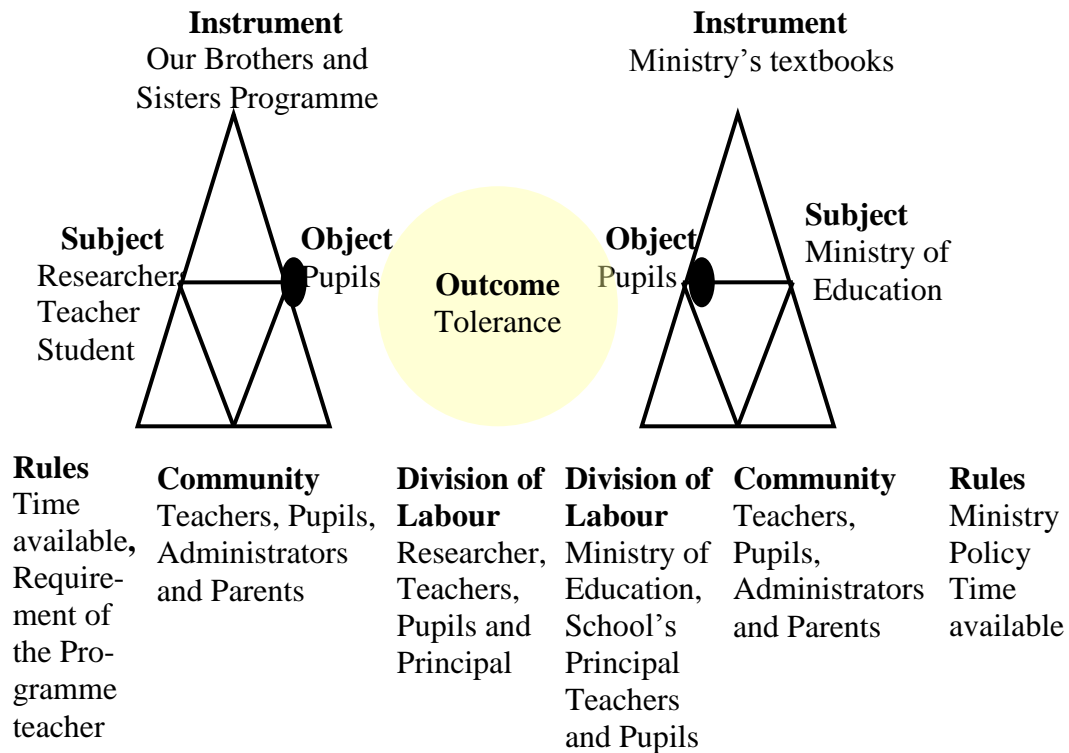 Instrument
Our Brothers and
Sisters Programme
Instrument
Ministry's textbooks
Subject
Researchers
Teacher
Student
Object
Pupils
Outcome
Tolerance
Object
Pupils
Subject
Ministry of
Education
Rules
Time
available,
Require-
ment of
the Pro-
gramme
teacher
Community
Teachers, Pupils,
Administrators
and Parents
Division of
Labour
Researcher,
Teachers,
Pupils and
Principal
Division of
Labour
Ministry of
Education,
School's
Principal
Teachers
and Pupils
Community
Teachers,
Pupils,
Administrators
and Parents
Rules
Ministry
Policy
Time
available